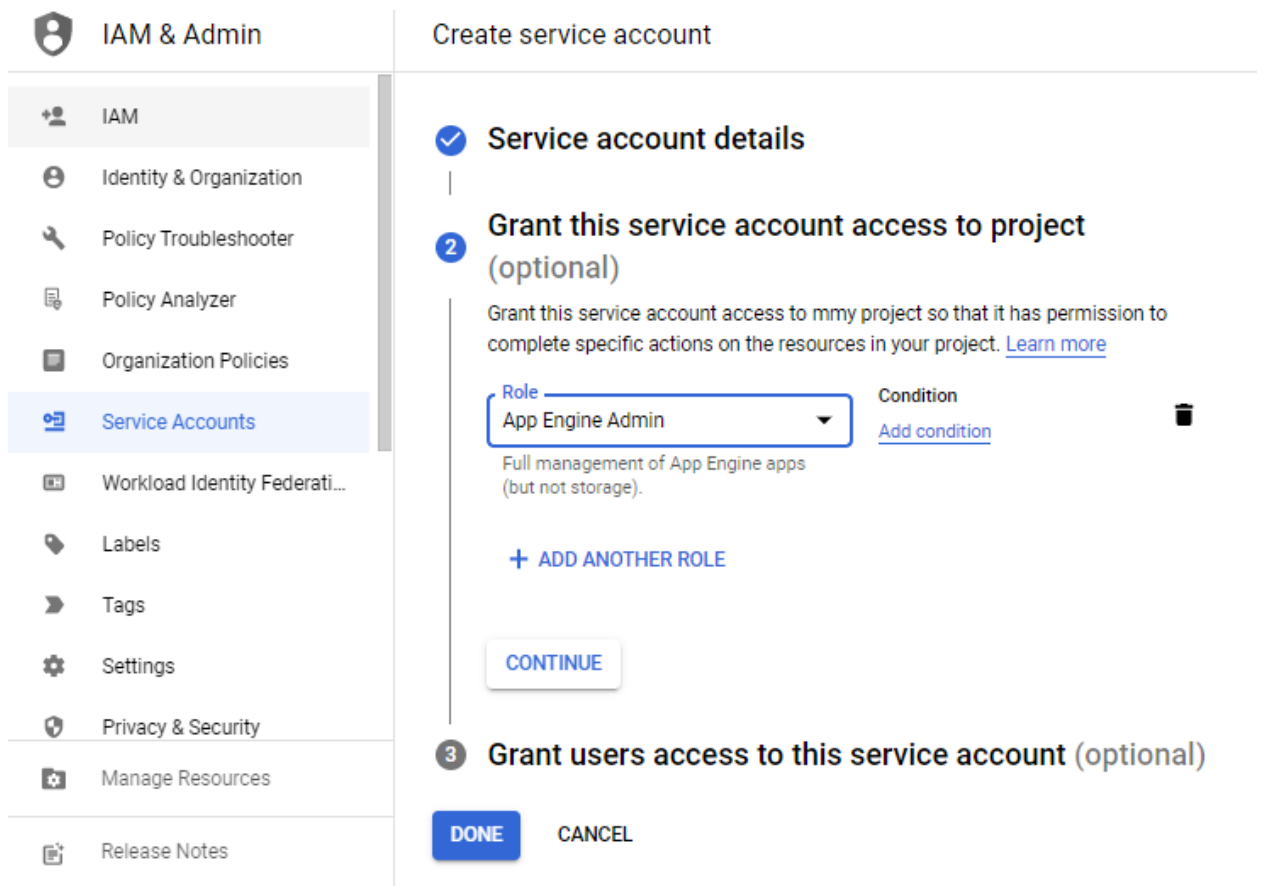 IAM & Admin
Create service account
IAM
Identity & Organization
Policy Troubleshooter
Policy Analyzer
Organization Policies
Service Accounts
Workload Identity Federati...
Labels
Tags
Settings
Privacy & Security
Manage Resources
Release Notes
Service account details
2
Grant this service account access to project
(optional)
Grant this service account access to mmy project so that it has permission to
complete specific actions on the resources in your project. Learn more
Role
App Engine Admin
Full management of App Engine apps
(but not storage).
Condition
Add condition
+ ADD ANOTHER ROLE
CONTINUE
3 Grant users access to this service account (optional)
DONE CANCEL